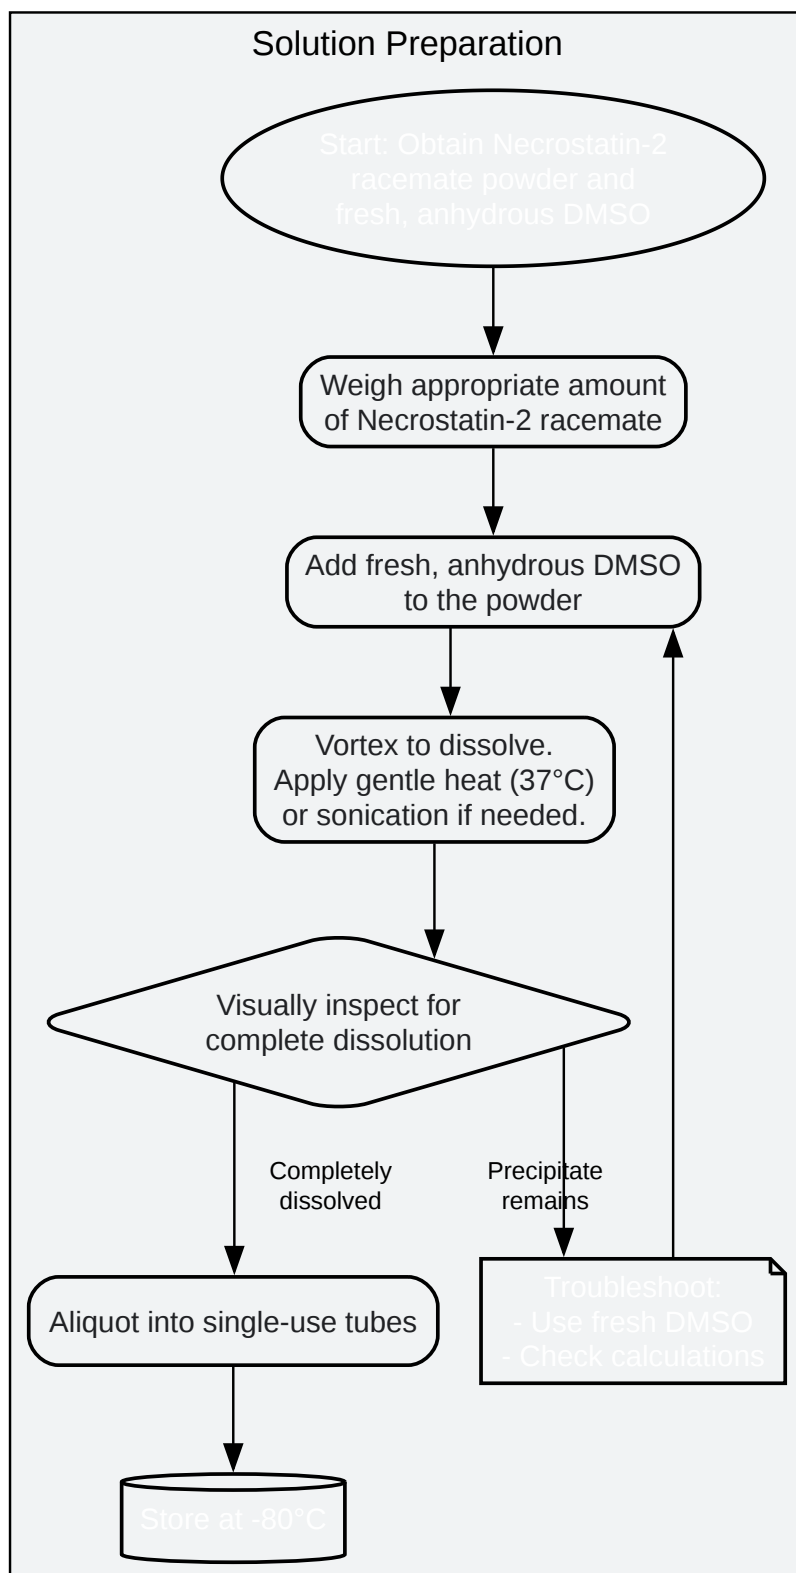 Solution Preparation
Start: Obtain Necrostatin-2
racemate powder and
fresh, anhydrous DMSO
Weigh appropriate amount
of Necrostatin-2 racemate
Add fresh, anhydrous DMSO
to the powder
Vortex to dissolve.
Apply gentle heat (37°C)
or sonication if needed.
Visually inspect for
complete dissolution
Completely
dissolved
Precipitate
remains
Troubleshoot:
- Use fresh DMSO
- Check calculations
Aliquot into single-use tubes
Store at -80°C